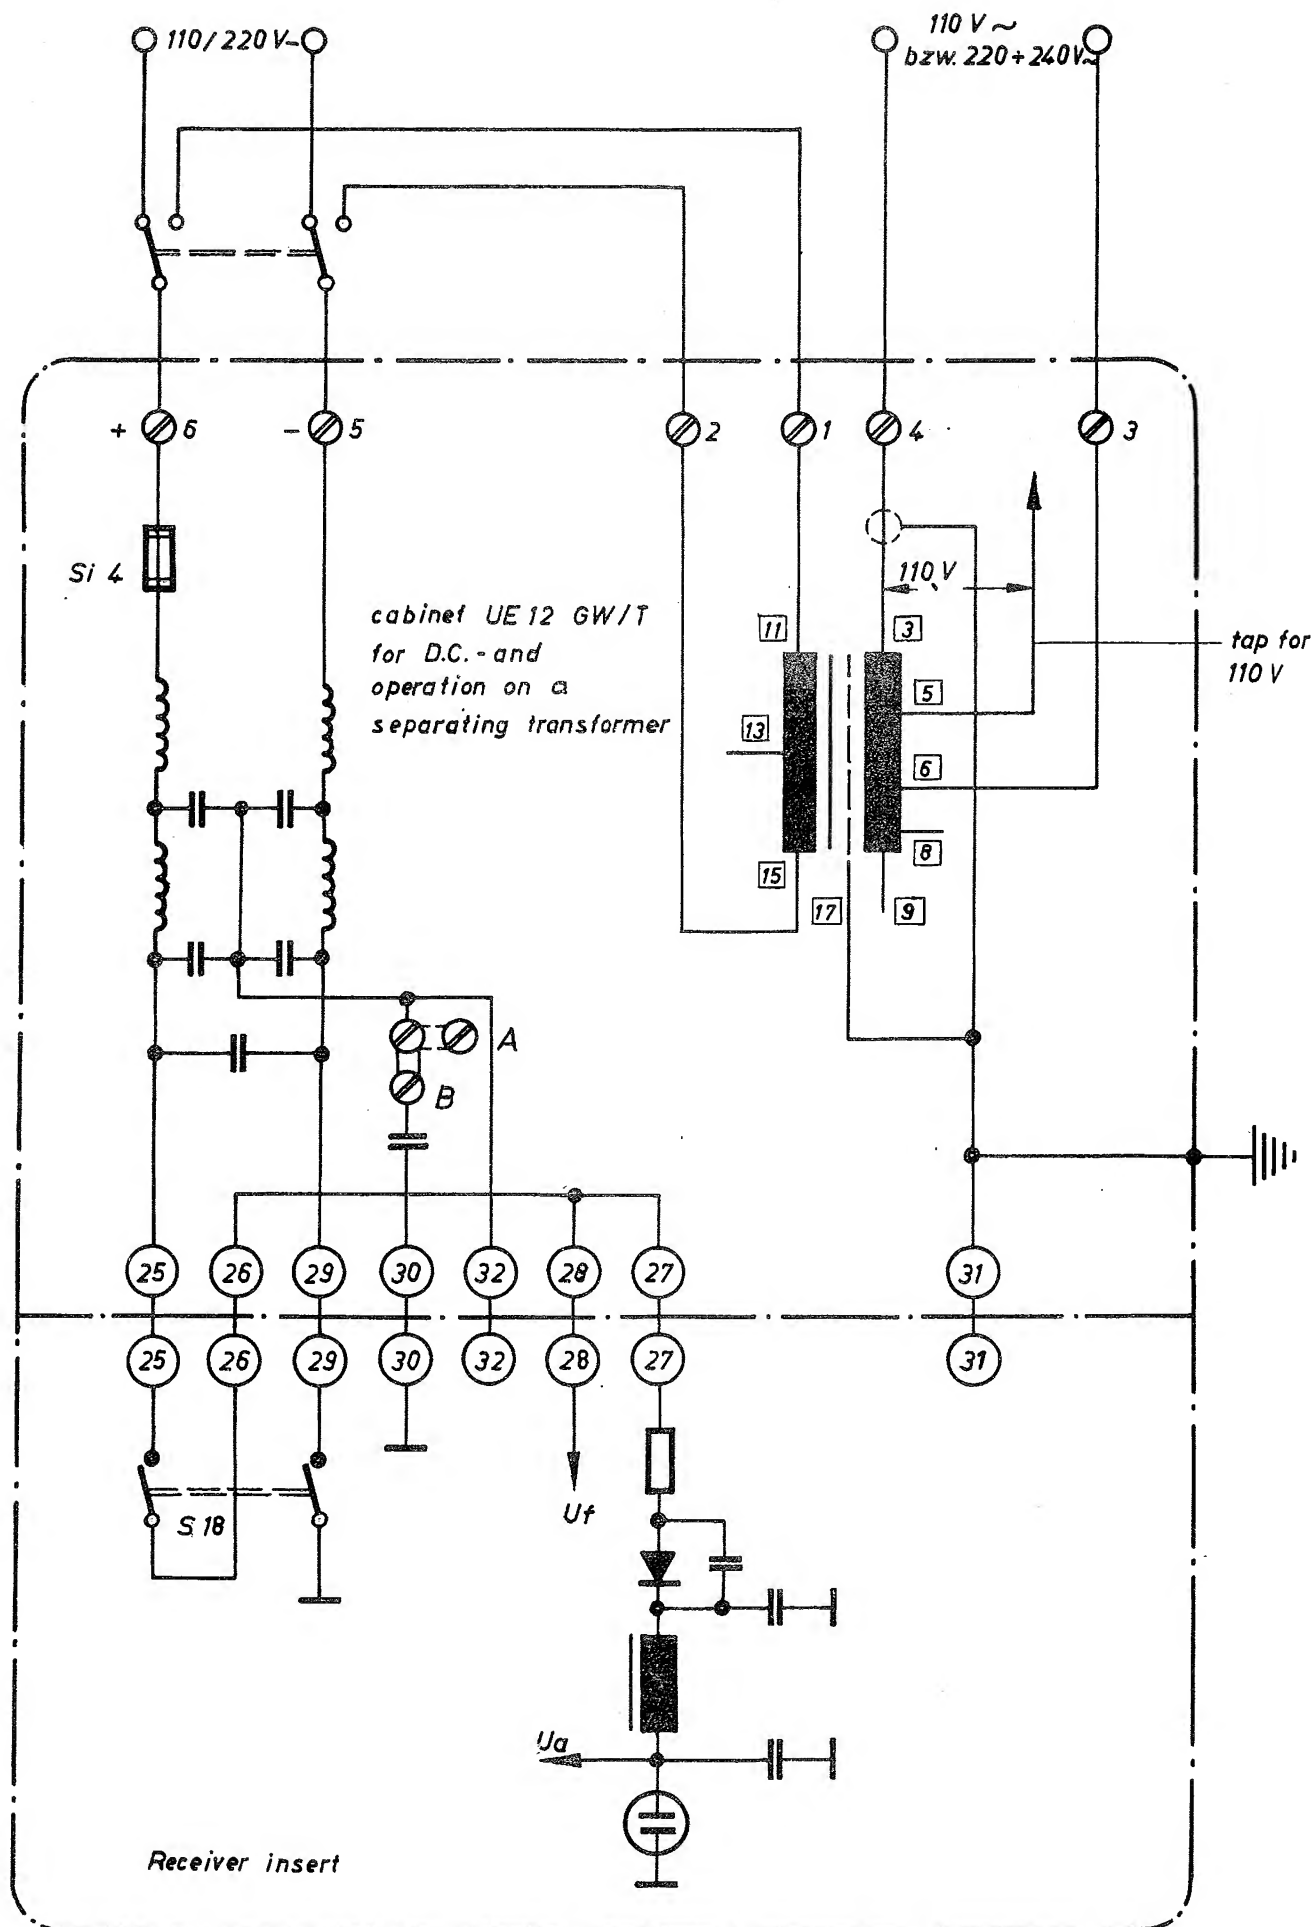 110/220 V-
110 V ~
bzw. 220 ÷ 240 V~
+ 6
- 5
2
1
4
3
Si 4
110 V
cabinet UE 12 GW/T
for D.C. - and
operation on a
separating transformer
11
3
tap for
110 V
5
13
6
8
15
17
9
A
B
25
26
29
30
32
28
27
31
25
26
29
30
32
28
27
31
S 18
Uf
Ua
Receiver insert